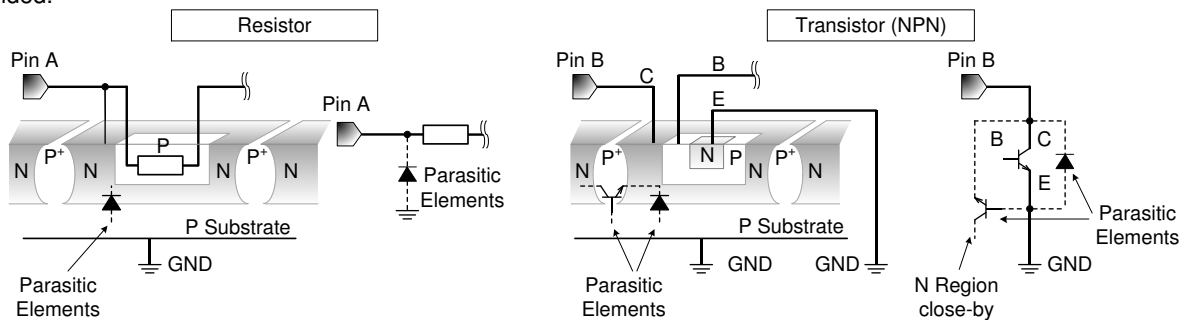 Resistor
Pin A
N
P+
N
P
N
P+
N
Parasitic
Elements
P Substrate
GND
Pin A
Parasitic
Elements
Transistor (NPN)
Pin B
C
B
E
N
P+
N
N
P
N
P+
N
P Substrate
GND
GND
Parasitic
Elements
Pin B
B
C
E
Parasitic
Elements
GND
N Region
close-by